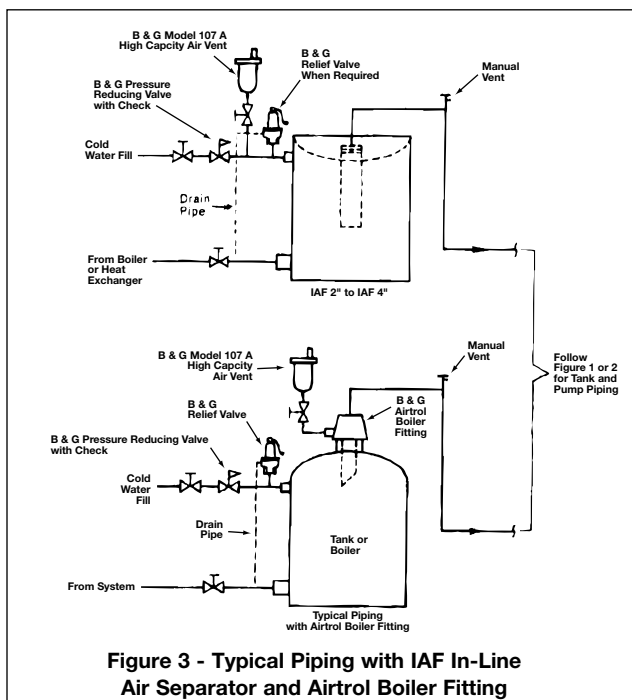 B & G Model 107 A
High Capcity Air Vent
B & G
Relief Valve
When Required
Manual
Vent
B & G Pressure
Reducing Valve
with Check
Cold
Water Fill
Drain
Pipe
From Boiler
or Heat
Exchanger
IAF 2" to IAF 4"
B & G Model 107 A
High Capcity
Air Vent
Manual
Vent
Follow
Figure 1 or 2
for Tank and
Pump Piping
B & G
Relief Valve
B & G
Airtrol
Boiler
Fitting
B & G Pressure Reducing Valve
with Check
Cold
Water
Fill
Drain
Pipe
Tank or
Boiler
From System
Typical Piping
with Airtrol Boiler Fitting
Figure 3 - Typical Piping with IAF In-Line
Air Separator and Airtrol Boiler Fitting